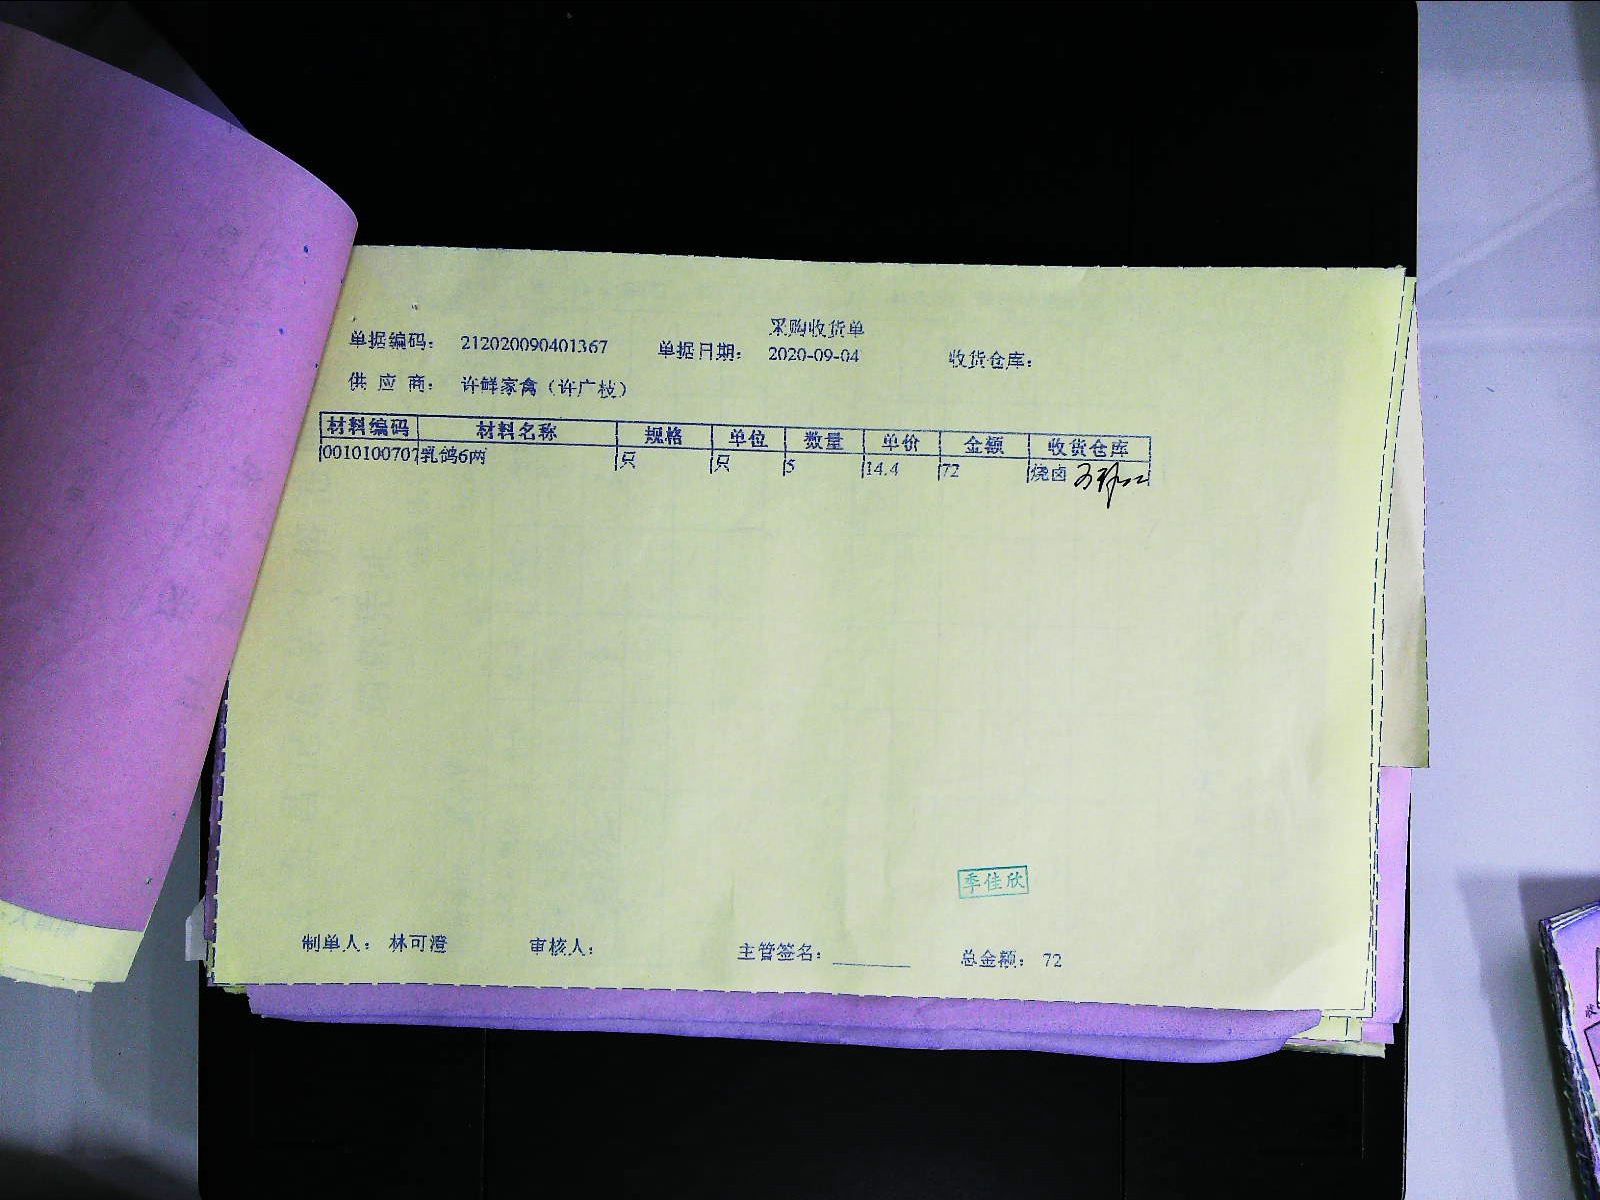 采购收货单
单据编码： 212020090401367 单据日期： 2020-09-04 收货仓库：
供 应 商： 许鲜家禽（许广枝）
材料编码 材料名称 规格 单位 数量 单价 金额 收货仓库
0010100707 乳鸽6两 只 只 5 14.4 72 烧卤
季佳欣
制单人： 林可澄 审核人： 主管签名：________ 总金额： 72